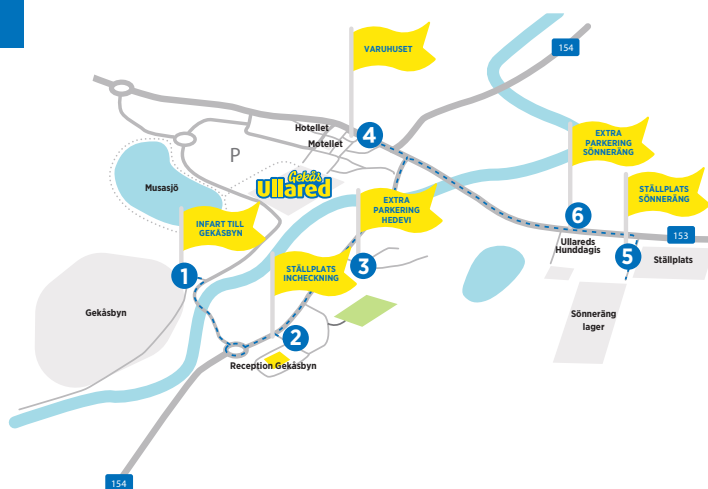 154
VARUHUSET
Hotellet
Motellet
4
P
EXTRA
PARKERING
SÖNNERÄNG
Musasjö
Gekås
Ullared
EXTRA
PARKERING
HEDEVI
STÄLLPLATS
SÖNNERÄNG
INFART TILL
GEKÅSBYN
6
153
Ullareds
Hunddagis
5
Ställplats
1
STÄLLPLATS
INCHECKNING
3
Gekåsbyn
Sönneräng
lager
2
Reception Gekåsbyn
154